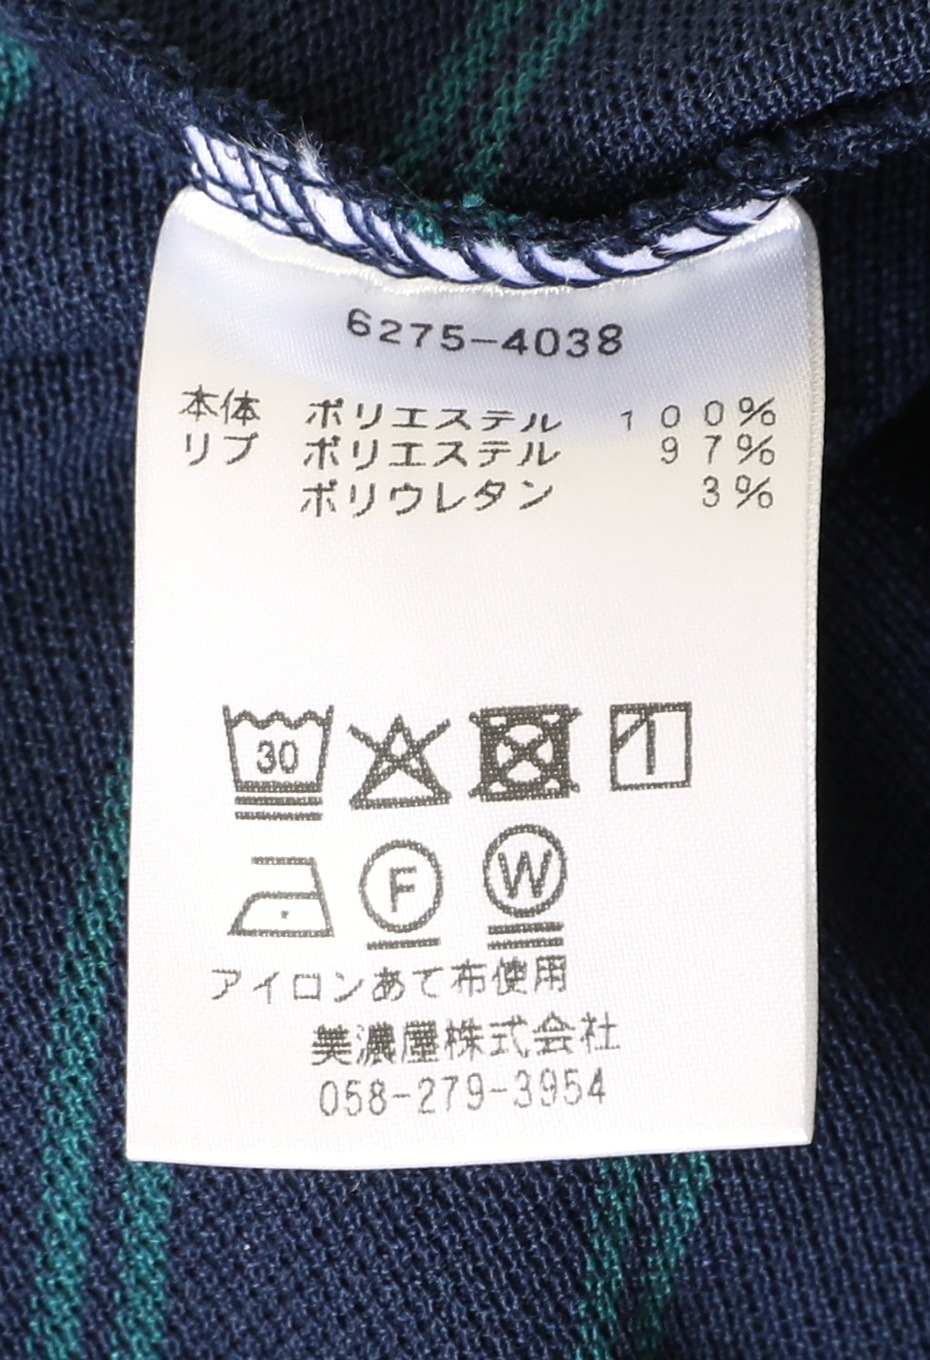 6275-4038
本体 ポリエステル 100%
リブ ポリエステル 97%
ポリウレタン 3%
30
F W
アイロンあて布使用
美濃屋株式会社
058-279-3954